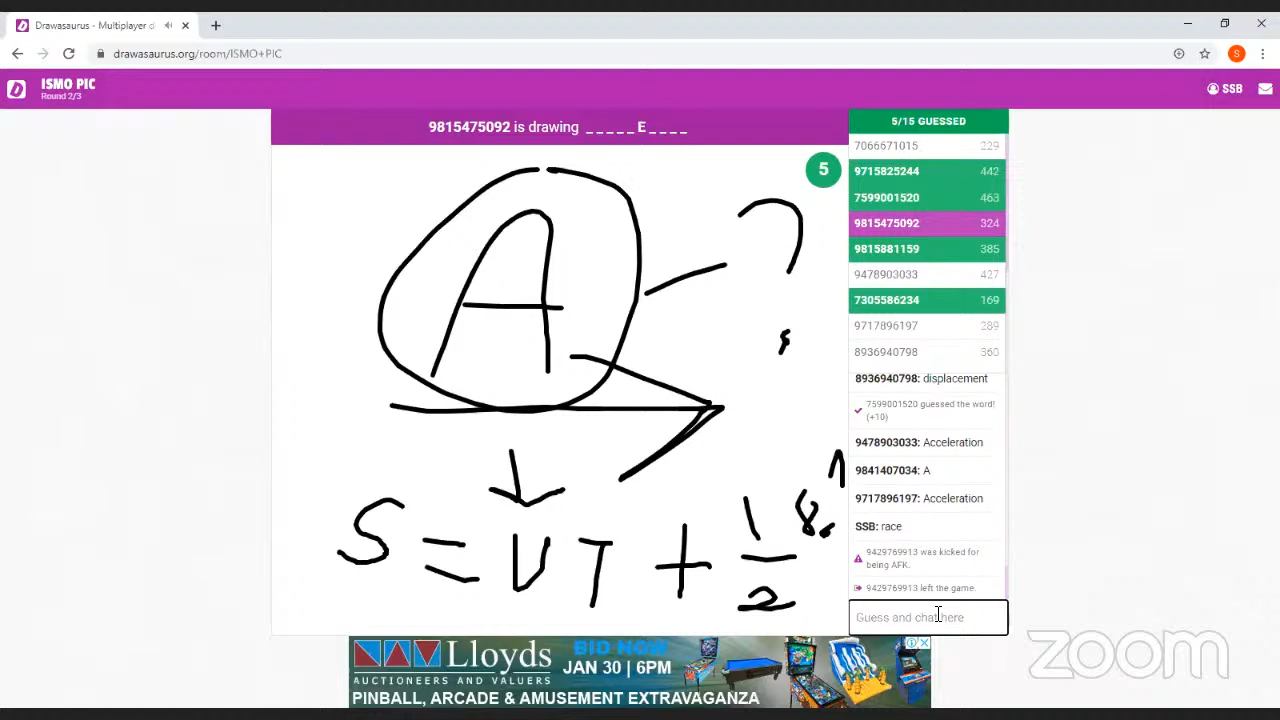 Drawasaurus - Multiplayer d
drawasaurus.org/room/ISMO+PIC
S
ISMO PIC
Round 2/3
SSB
9815475092 is drawing _ _ _ _ _ E _ _ _ _
5
A
?
S = U T + 1/2
5/15 GUESSED
7066671015 229
9715825244 442
7599001520 463
9815475092 324
9815881159 385
9478903033 427
7305586234 169
9717896197 289
8936940798 360
8936940798: displacement
7599001520 guessed the word!
(+10)
9478903033: Acceleration
9841407034: A
9717896197: Acceleration
SSB: race
9429769913 was kicked for
being AFK.
9429769913 left the game.
Guess and chat here
Lloyds
AUCTIONEERS AND VALUERS
BID NOW
JAN 30 | 6PM
PINBALL, ARCADE & AMUSEMENT EXTRAVAGANZA
zoom